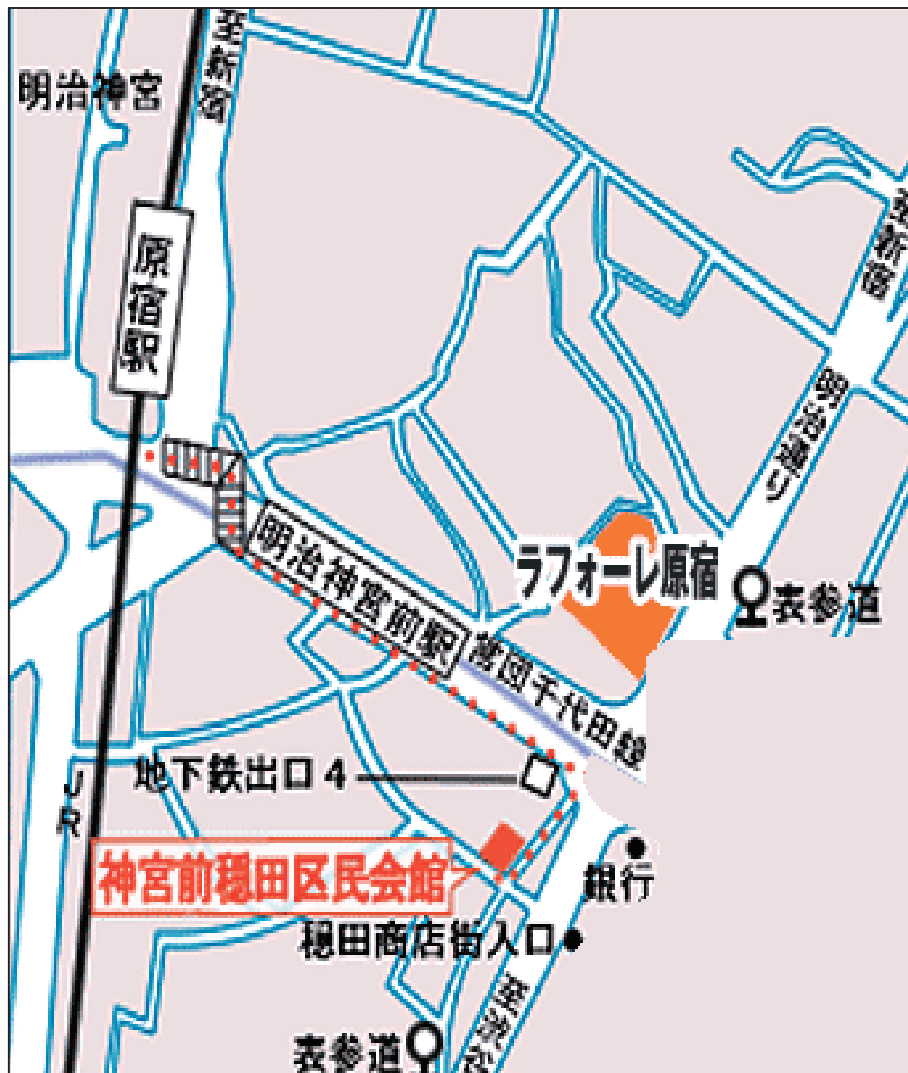 至新宿
明治神宮
至新宿
原宿駅
明治通り
明治神宮前駅
ラフォーレ原宿
表参道
営団千代田線
地下鉄出口4
JR
神宮前穏田区民会館
銀行
穏田商店街入口
至渋谷
表参道